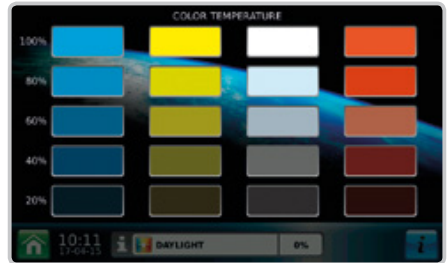 COLOR TEMPERATURE
100%
80%
60%
40%
20%
10:11
17-04-15
i
DAYLIGHT
0%
i